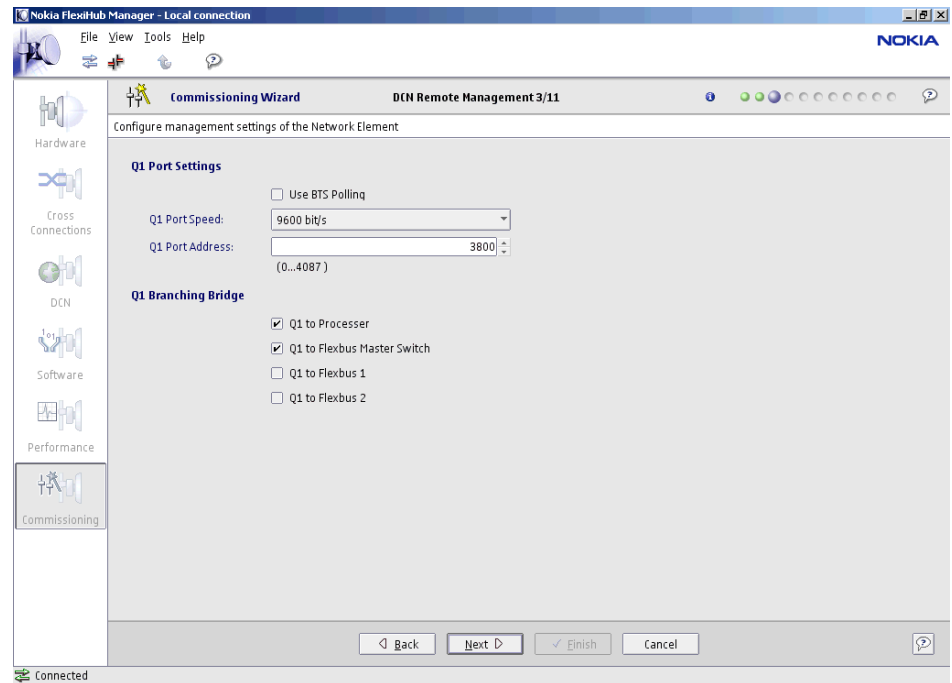 Nokia FlexiHub Manager - Local connection
File View Tools Help
NOKIA
Commissioning Wizard DCN Remote Management 3/11
Configure management settings of the Network Element
Hardware
Cross
Connections
DCN
Software
Performance
Commissioning
Q1 Port Settings
Use BTS Polling
Q1 Port Speed: 9600 bit/s
Q1 Port Address: 3800
(0...4087 )
Q1 Branching Bridge
Q1 to Processer
Q1 to Flexbus Master Switch
Q1 to Flexbus 1
Q1 to Flexbus 2
Back Next Finish Cancel
Connected